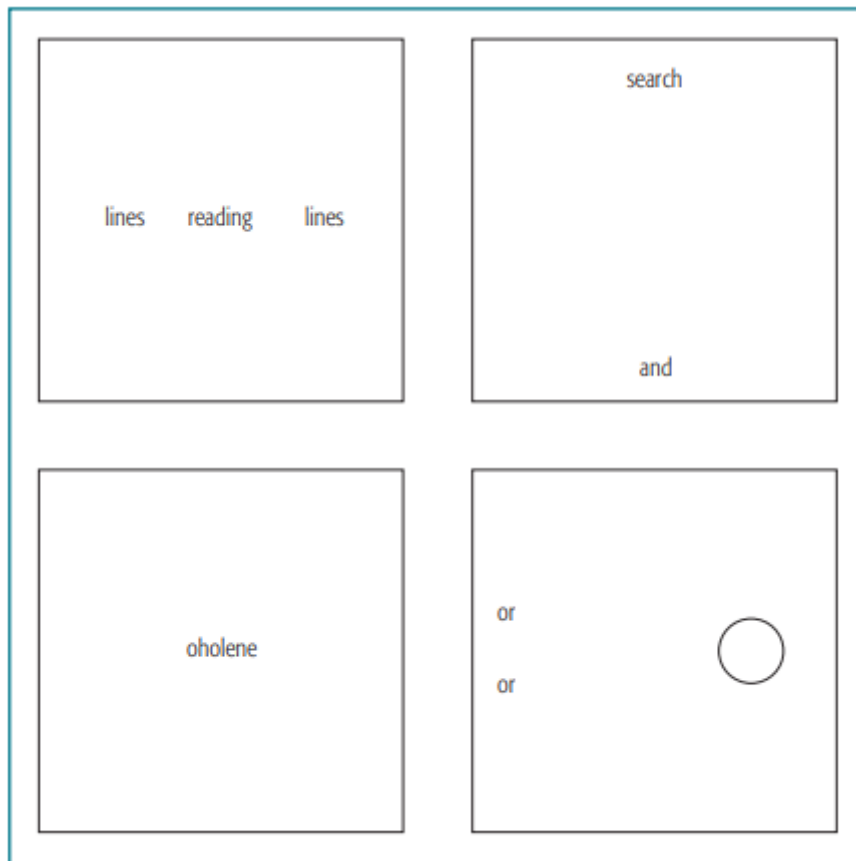 lines reading lines
search
and
oholene
or
or